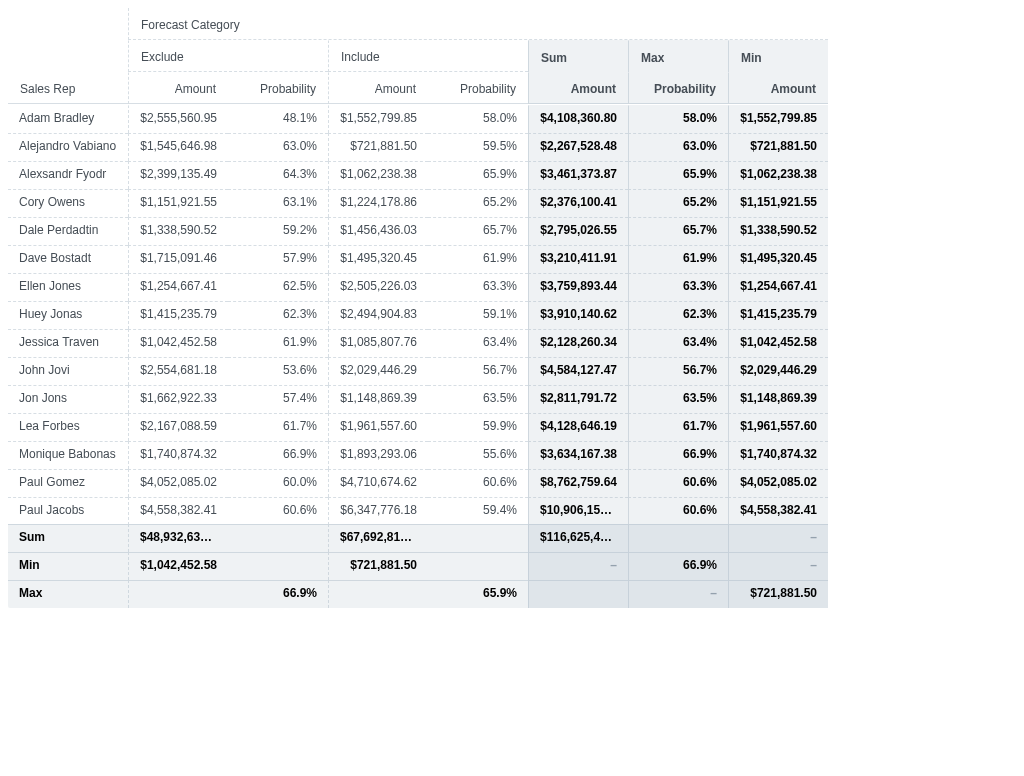 Forecast Category
Exclude Include Sum Max Min
Sales Rep Amount Probability Amount Probability Amount Probability Amount
Adam Bradley $2,555,560.95 48.1% $1,552,799.85 58.0% $4,108,360.80 58.0% $1,552,799.85
Alejandro Vabiano $1,545,646.98 63.0% $721,881.50 59.5% $2,267,528.48 63.0% $721,881.50
Alexsandr Fyodr $2,399,135.49 64.3% $1,062,238.38 65.9% $3,461,373.87 65.9% $1,062,238.38
Cory Owens $1,151,921.55 63.1% $1,224,178.86 65.2% $2,376,100.41 65.2% $1,151,921.55
Dale Perdadtin $1,338,590.52 59.2% $1,456,436.03 65.7% $2,795,026.55 65.7% $1,338,590.52
Dave Bostadt $1,715,091.46 57.9% $1,495,320.45 61.9% $3,210,411.91 61.9% $1,495,320.45
Ellen Jones $1,254,667.41 62.5% $2,505,226.03 63.3% $3,759,893.44 63.3% $1,254,667.41
Huey Jonas $1,415,235.79 62.3% $2,494,904.83 59.1% $3,910,140.62 62.3% $1,415,235.79
Jessica Traven $1,042,452.58 61.9% $1,085,807.76 63.4% $2,128,260.34 63.4% $1,042,452.58
John Jovi $2,554,681.18 53.6% $2,029,446.29 56.7% $4,584,127.47 56.7% $2,029,446.29
Jon Jons $1,662,922.33 57.4% $1,148,869.39 63.5% $2,811,791.72 63.5% $1,148,869.39
Lea Forbes $2,167,088.59 61.7% $1,961,557.60 59.9% $4,128,646.19 61.7% $1,961,557.60
Monique Babonas $1,740,874.32 66.9% $1,893,293.06 55.6% $3,634,167.38 66.9% $1,740,874.32
Paul Gomez $4,052,085.02 60.0% $4,710,674.62 60.6% $8,762,759.64 60.6% $4,052,085.02
Paul Jacobs $4,558,382.41 60.6% $6,347,776.18 59.4% $10,906,15… 60.6% $4,558,382.41
Sum $48,932,63… $67,692,81… $116,625,4… –
Min $1,042,452.58 $721,881.50 – 66.9% –
Max 66.9% 65.9% – $721,881.50